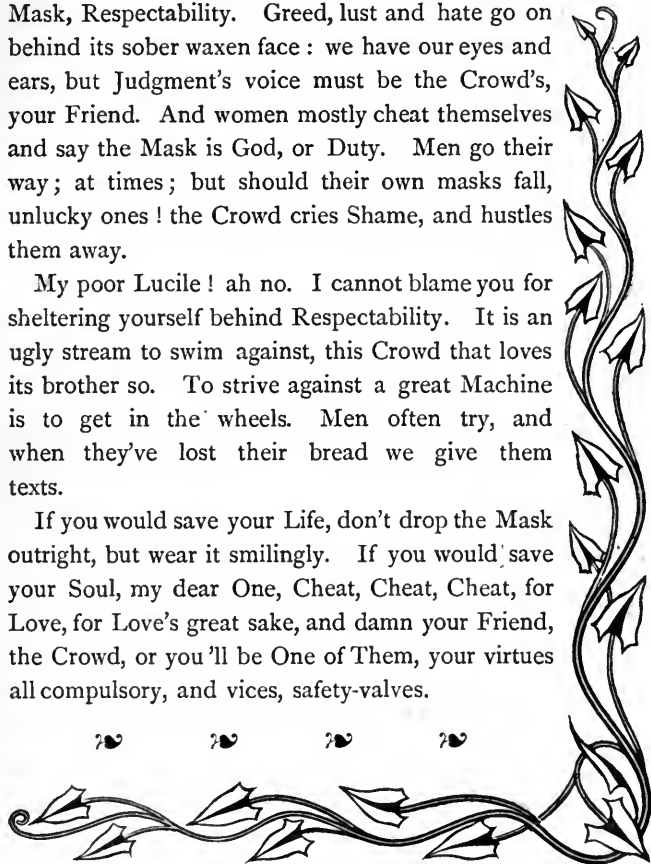 Mask, Respectability. Greed, lust and hate go on
behind its sober waxen face : we have our eyes and
ears, but Judgment's voice must be the Crowd's,
your Friend. And women mostly cheat themselves
and say the Mask is God, or Duty. Men go their
way ; at times ; but should their own masks fall,
unlucky ones ! the Crowd cries Shame, and hustles
them away.
My poor Lucile ! ah no. I cannot blame you for
sheltering yourself behind Respectability. It is an
ugly stream to swim against, this Crowd that loves
its brother so. To strive against a great Machine
is to get in the wheels. Men often try, and
when they've lost their bread we give them
texts.
If you would save your Life, don't drop the Mask
outright, but wear it smilingly. If you would save
your Soul, my dear One, Cheat, Cheat, Cheat, for
Love, for Love's great sake, and damn your Friend,
the Crowd, or you 'll be One of Them, your virtues
all compulsory, and vices, safety-valves.